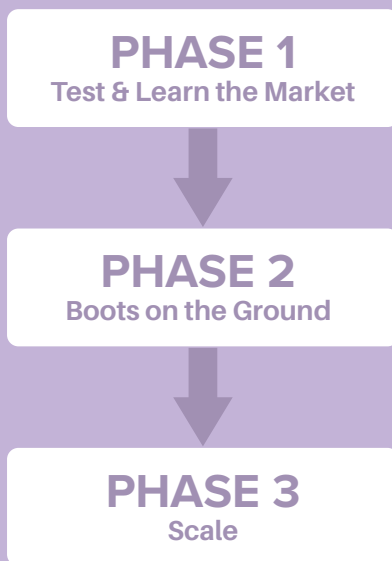 PHASE 1
Test & Learn the Market
PHASE 2
Boots on the Ground
PHASE 3
Scale